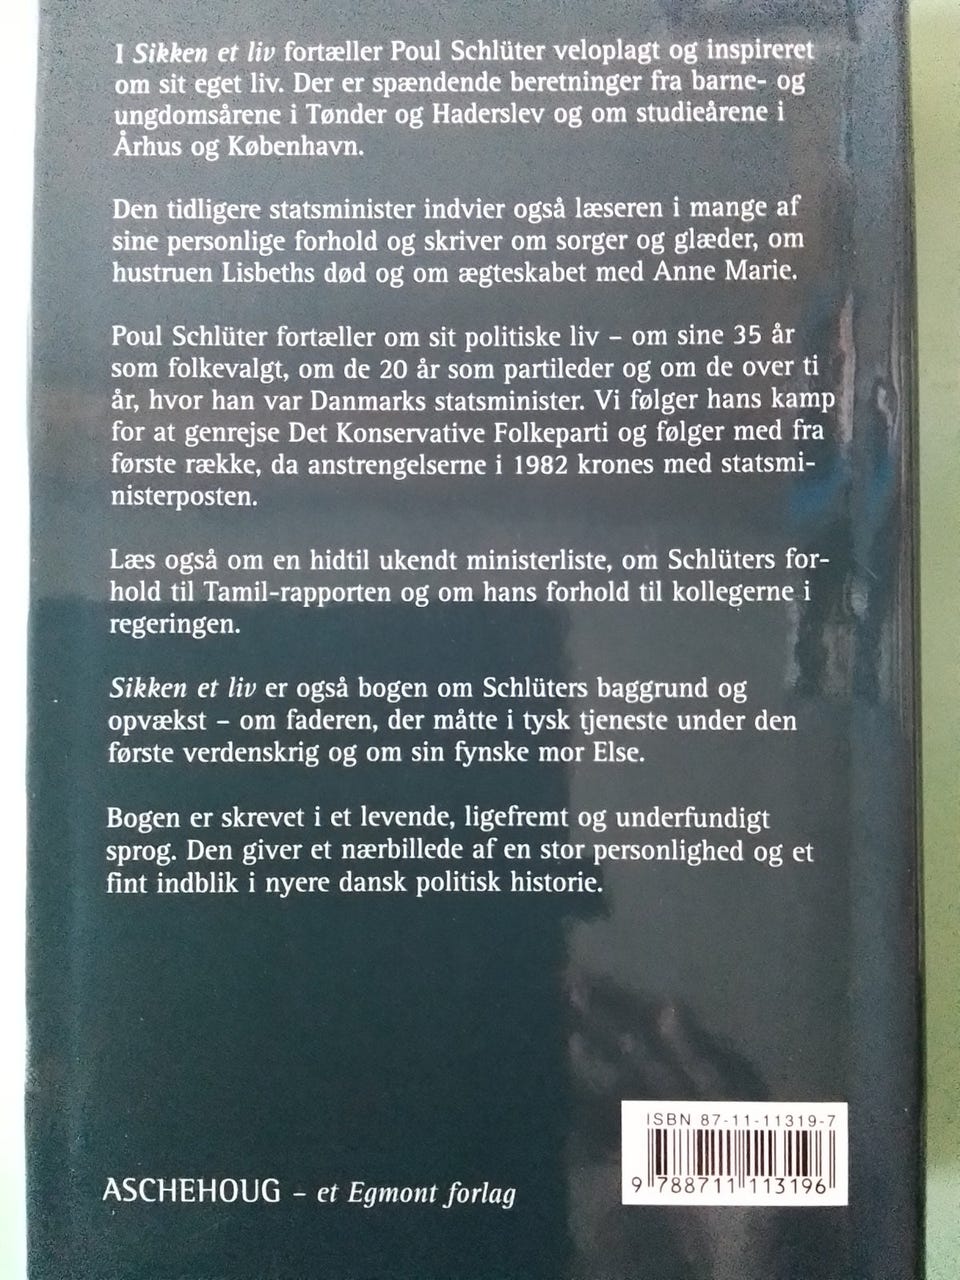 I Sikken et liv fortæller Poul Schlüter veloplagt og inspireret
om sit eget liv. Der er spændende beretninger fra barne- og
ungdomsårene i Tønder og Haderslev og om studieårene i
Århus og København.
Den tidligere statsminister indvier også læseren i mange af
sine personlige forhold og skriver om sorger og glæder, om
hustruen Lisbeths død og om ægteskabet med Anne Marie.
Poul Schlüter fortæller om sit politiske liv – om sine 35 år
som folkevalgt, om de 20 år som partileder og om de over ti
år, hvor han var Danmarks statsminister. Vi følger hans kamp
for at genrejse Det Konservative Folkeparti og følger med fra
første række, da anstrengelserne i 1982 krones med statsmi-
nisterposten.
Læs også om en hidtil ukendt ministerliste, om Schlüters for-
hold til Tamil-rapporten og om hans forhold til kollegerne i
regeringen.
Sikken et liv er også bogen om Schlüters baggrund og
opvækst – om faderen, der måtte i tysk tjeneste under den
første verdenskrig og om sin fynske mor Else.
Bogen er skrevet i et levende, ligefremt og underfundigt
sprog. Den giver et nærbillede af en stor personlighed og et
fint indblik i nyere dansk politisk historie.
ISBN 87-11-11319-7
9 788711 113196
ASCHEHOUG – et Egmont forlag